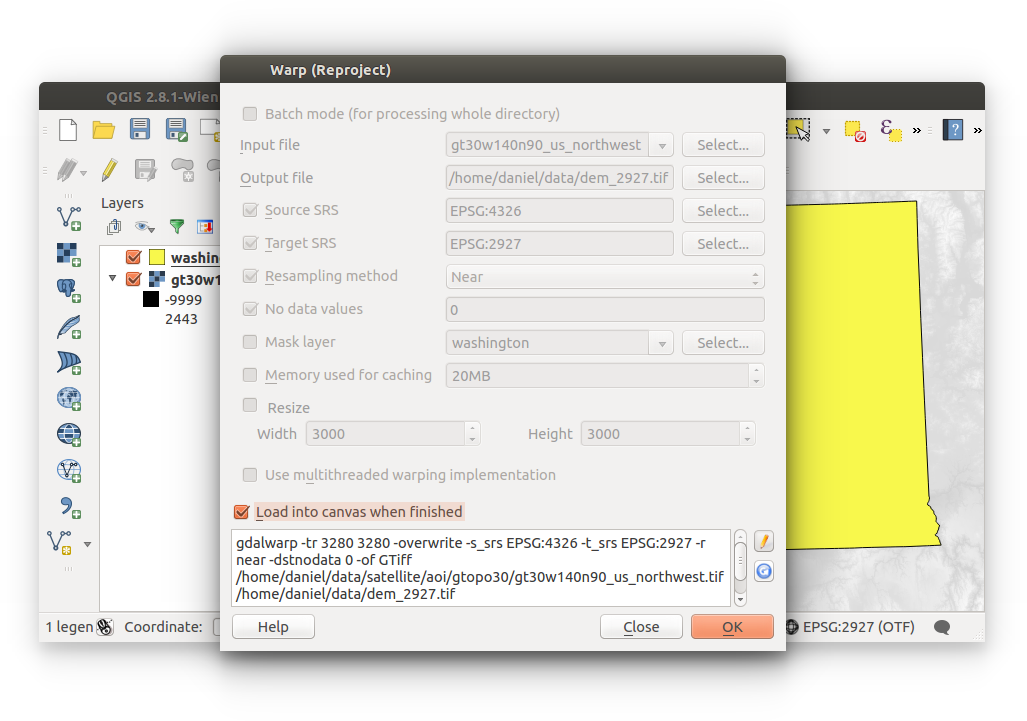 Warp (Reproject)
QGIS 2.8.1-Wien
Batch mode (for processing whole directory)
Input file
gt30w140n90_us_northwest
Select...
Output file
/home/daniel/data/dem_2927.tif
Select...
Source SRS
EPSG:4326
Select...
Target SRS
EPSG:2927
Select...
Resampling method
Near
No data values
0
Mask layer
washington
Select...
Memory used for caching
20MB
Resize
Width
3000
Height
3000
Use multithreaded warping implementation
Load into canvas when finished
gdalwarp -tr 3280 3280 -overwrite -s_srs EPSG:4326 -t_srs EPSG:2927 -r
near -dstnodata 0 -of GTiff
/home/daniel/data/satellite/aoi/gtopo30/gt30w140n90_us_northwest.tif
/home/daniel/data/dem_2927.tif
Help
Close
OK
Layers
washin
gt30w1
-9999
2443
1 legen
Coordinate:
EPSG:2927 (OTF)